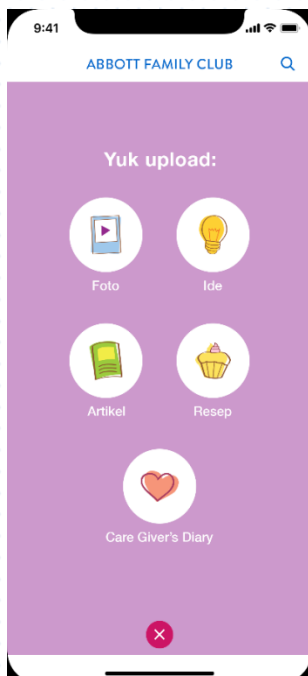 9:41
ABBOTT FAMILY CLUB
Yuk upload:
Foto
Ide
Artikel
Resep
Care Giver's Diary